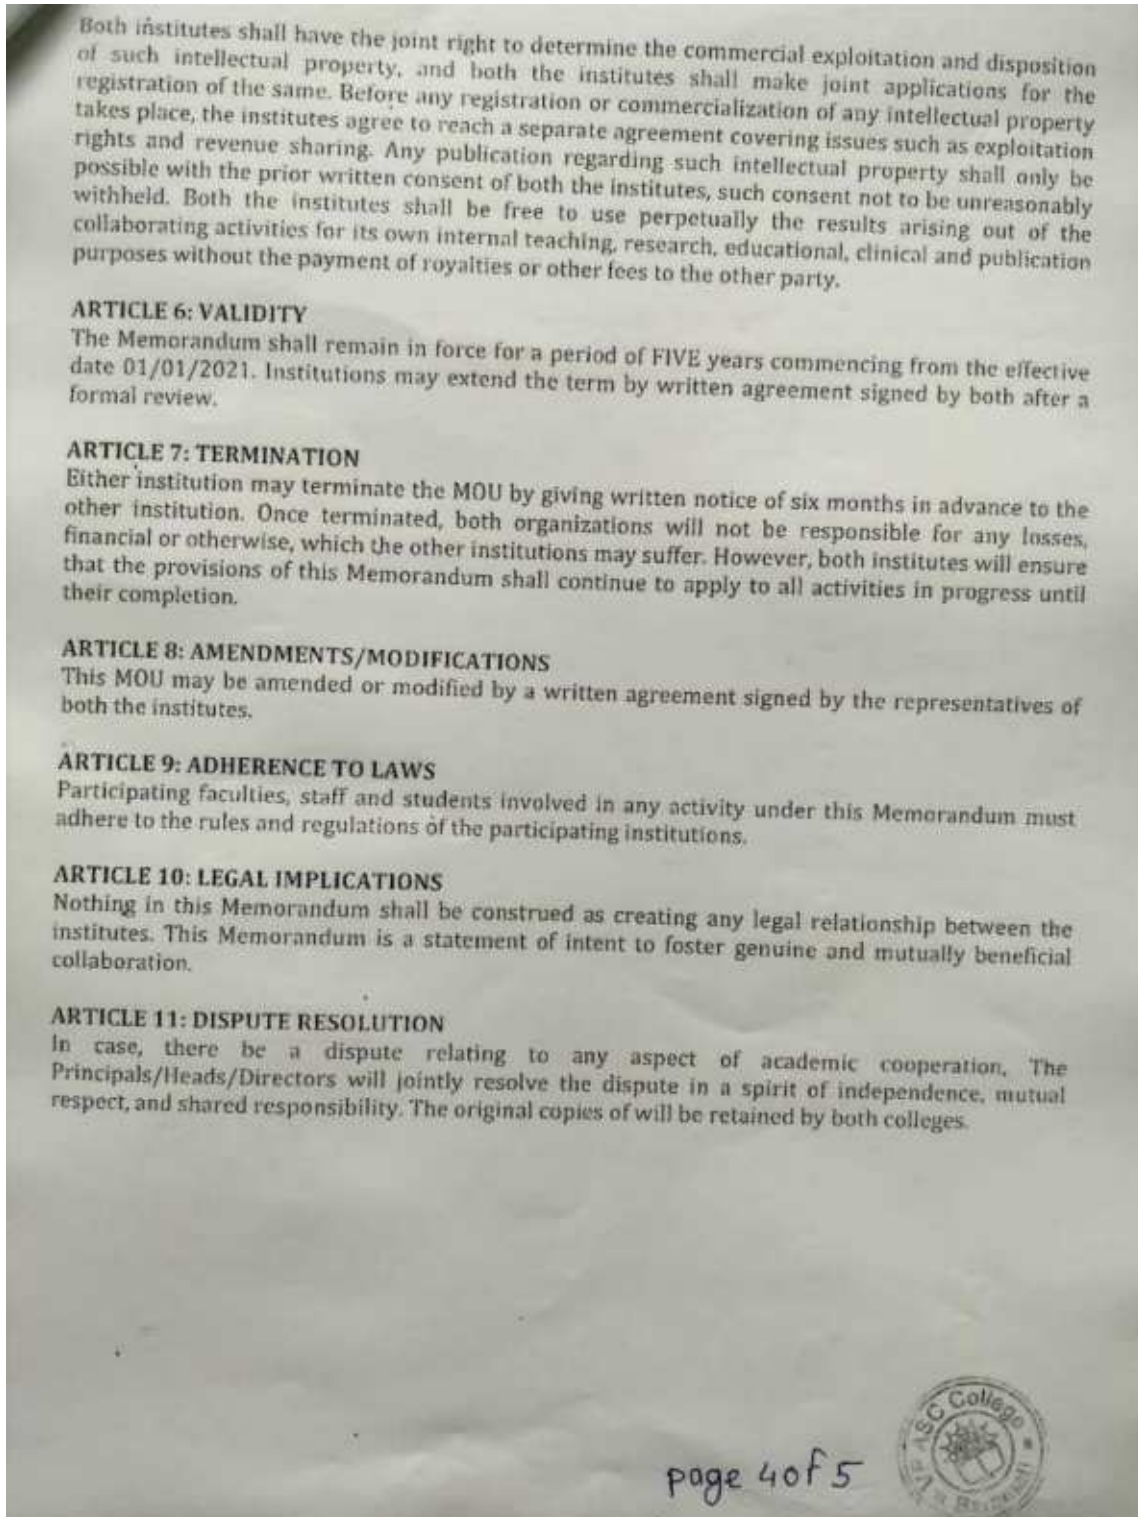 Both institutes shall have the joint right to determine the commercial exploitation and disposition
of such intellectual property, and both the institutes shall make joint applications for the
registration of the same. Before any registration or commercialization of any intellectual property
takes place, the institutes agree to reach a separate agreement covering issues such as exploitation
rights and revenue sharing. Any publication regarding such intellectual property shall only be
possible with the prior written consent of both the institutes, such consent not to be unreasonably
withheld. Both the institutes shall be free to use perpetually the results arising out of the
collaborating activities for its own internal teaching, research, educational, clinical and publication
purposes without the payment of royalties or other fees to the other party.
ARTICLE 6: VALIDITY
The Memorandum shall remain in force for a period of FIVE years commencing from the effective
date 01/01/2021. Institutions may extend the term by written agreement signed by both after a
formal review.
ARTICLE 7: TERMINATION
Either institution may terminate the MOU by giving written notice of six months in advance to the
other institution. Once terminated, both organizations will not be responsible for any losses,
financial or otherwise, which the other institutions may suffer. However, both institutes will ensure
that the provisions of this Memorandum shall continue to apply to all activities in progress until
their completion.
ARTICLE 8: AMENDMENTS/MODIFICATIONS
This MOU may be amended or modified by a written agreement signed by the representatives of
both the institutes.
ARTICLE 9: ADHERENCE TO LAWS
Participating faculties, staff and students involved in any activity under this Memorandum must
adhere to the rules and regulations of the participating institutions.
ARTICLE 10: LEGAL IMPLICATIONS
Nothing in this Memorandum shall be construed as creating any legal relationship between the
institutes. This Memorandum is a statement of intent to foster genuine and mutually beneficial
collaboration.
ARTICLE 11: DISPUTE RESOLUTION
In case, there be a dispute relating to any aspect of academic cooperation, The
Principals/Heads/Directors will jointly resolve the dispute in a spirit of independence, mutual
respect, and shared responsibility. The original copies of will be retained by both colleges.
ASC College
page 4 of 5